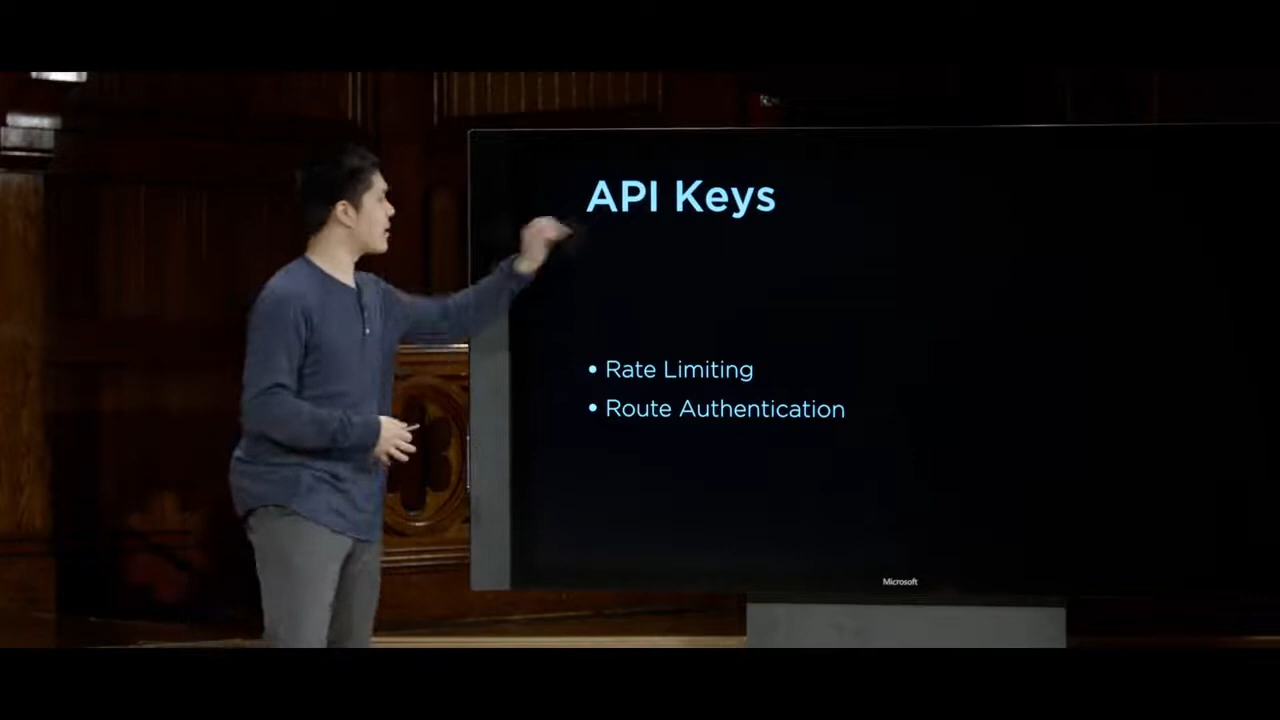 API Keys
• Rate Limiting
• Route Authentication
Microsoft